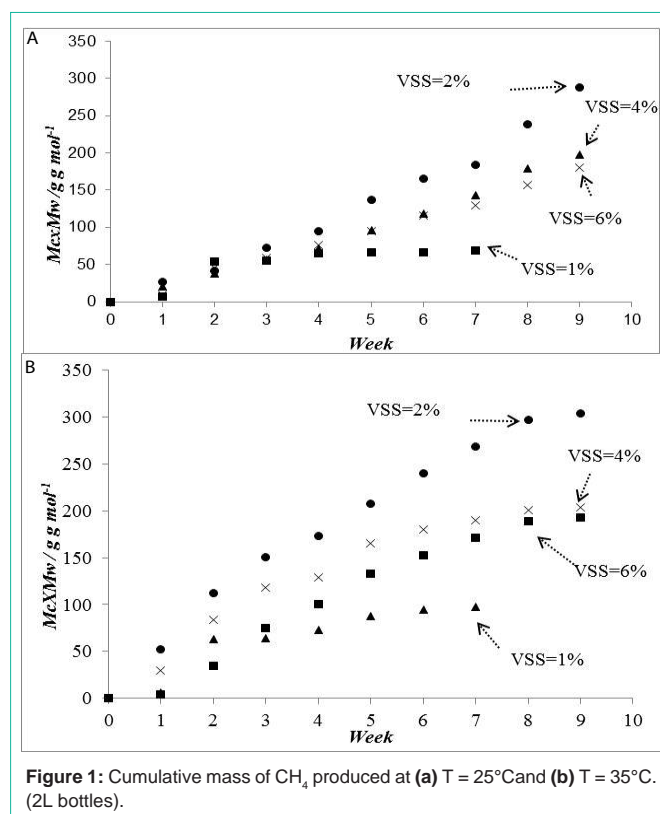 A
350
300
250
200
150
100
50
0
McxMw/g g mol⁻¹
VSS=2%
VSS=4%
VSS=6%
VSS=1%
0 1 2 3 4 5 6 7 8 9 10
Week
B
350
300
250
200
150
100
50
0
McXMw/g g mol⁻¹
VSS=2%
VSS=4%
VSS=6%
VSS=1%
0 1 2 3 4 5 6 7 8 9 10
Week
Figure 1: Cumulative mass of CH₄ produced at (a) T = 25°Cand (b) T = 35°C.
(2L bottles).